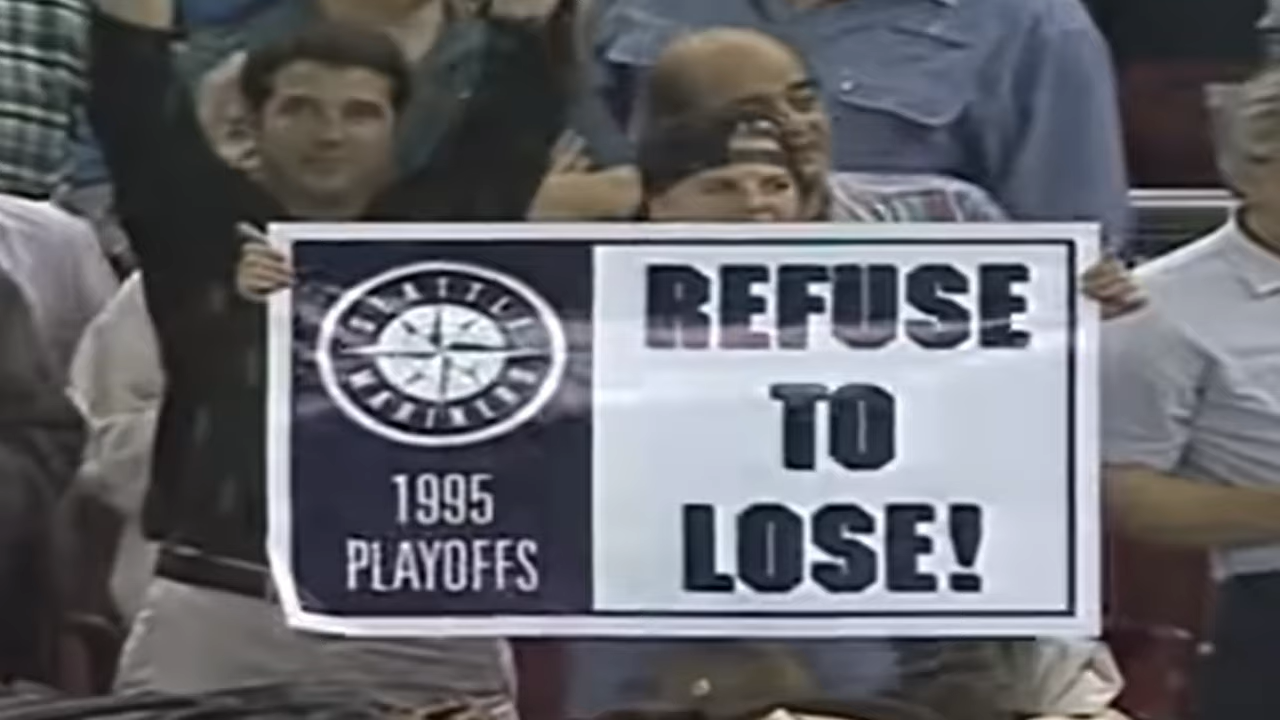 SEATTLE
MARINERS
1995
PLAYOFFS
REFUSE
TO
LOSE!